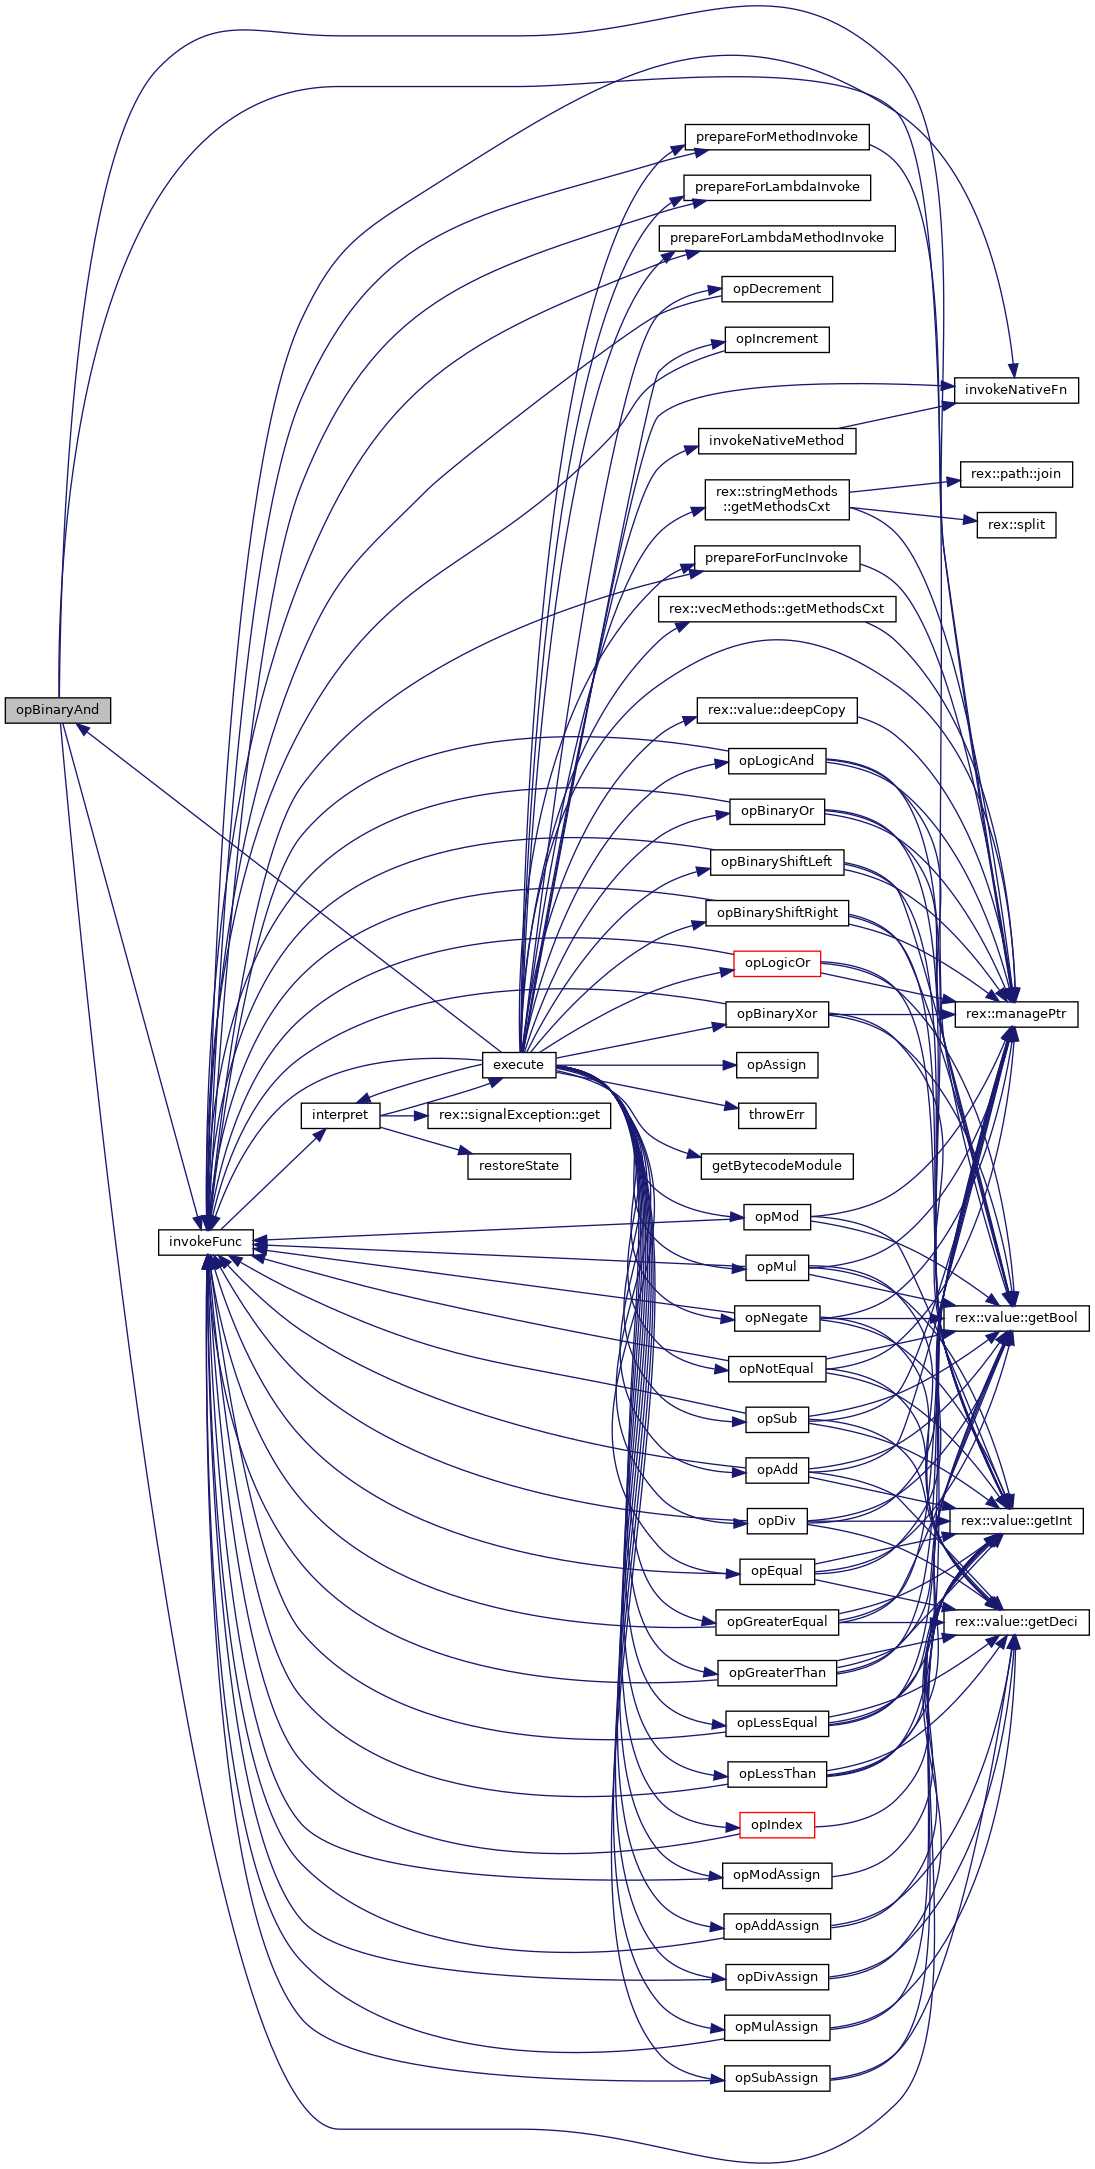 prepareForMethodInvoke
prepareForLambdaInvoke
prepareForLambdaMethodInvoke
opDecrement
opIncrement
invokeNativeFn
invokeNativeMethod
rex::path::join
rex::stringMethods
::getMethodsCxt
rex::split
prepareForFuncInvoke
rex::vecMethods::getMethodsCxt
opBinaryAnd
rex::value::deepCopy
opLogicAnd
opBinaryOr
opBinaryShiftLeft
opBinaryShiftRight
opLogicOr
opBinaryXor
rex::managePtr
execute
opAssign
interpret
rex::signalException::get
throwErr
restoreState
getBytecodeModule
opMod
invokeFunc
opMul
opNegate
rex::value::getBool
opNotEqual
opSub
opAdd
opDiv
rex::value::getInt
opEqual
opGreaterEqual
rex::value::getDeci
opGreaterThan
opLessEqual
opLessThan
opIndex
opModAssign
opAddAssign
opDivAssign
opMulAssign
opSubAssign